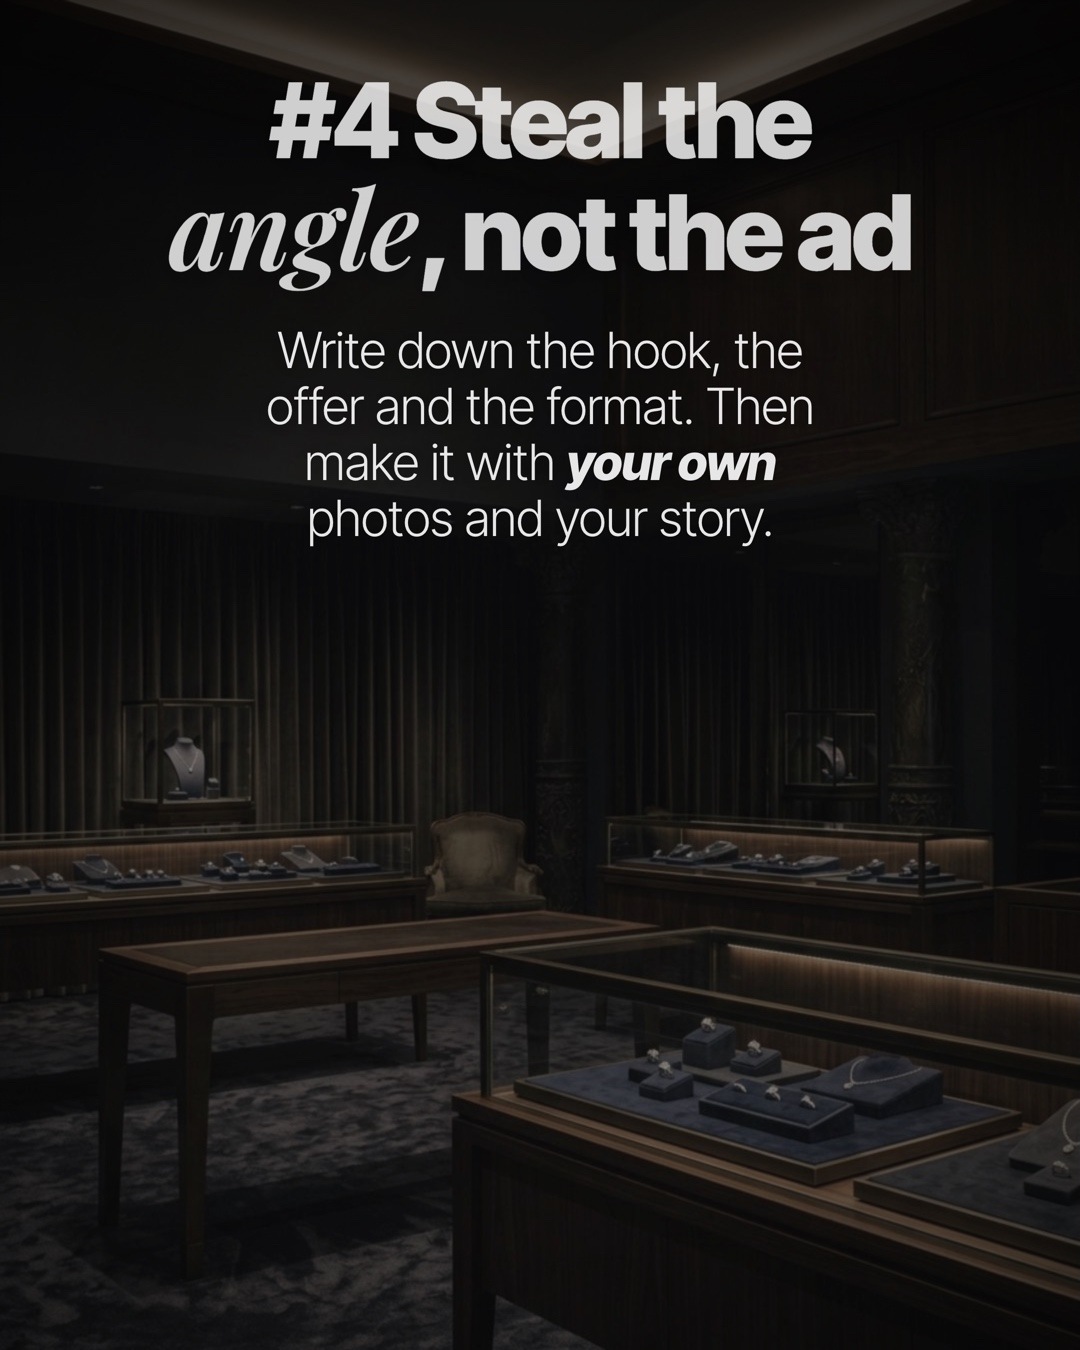 #4 Steal the
angle, not the ad
Write down the hook, the
offer and the format. Then
make it with your own
photos and your story.